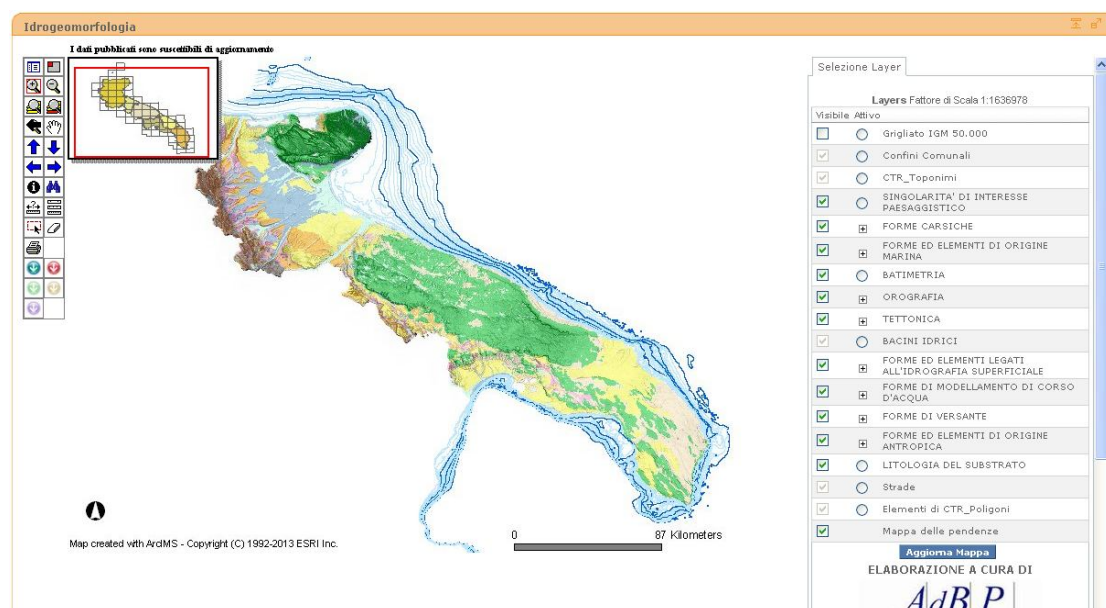 Idrogeomorfologia
I dati pubblicati sono suscettibili di aggiornamento
Selezione Layer
Layers Fattore di Scala 1:1636978
Visibile Attivo
Grigliato IGM 50.000
Confini Comunali
CTR_Toponimi
SINGOLARITA' DI INTERESSE
PAESAGGISTICO
FORME CARSICHE
FORME ED ELEMENTI DI ORIGINE
MARINA
BATIMETRIA
OROGRAFIA
TETTONICA
BACINI IDRICI
FORME ED ELEMENTI LEGATI
ALL'IDROGRAFIA SUPERFICIALE
FORME DI MODELLAMENTO DI CORSO
D'ACQUA
FORME DI VERSANTE
FORME ED ELEMENTI DI ORIGINE
ANTROPICA
LITOLOGIA DEL SUBSTRATO
Strade
Elementi di CTR_Poligoni
Mappa delle pendenze
Aggiorna Mappa
ELABORAZIONE A CURA DI
AdB P
0 87 Kilometers
Map created with ArcIMS - Copyright (C) 1992-2013 ESRI Inc.